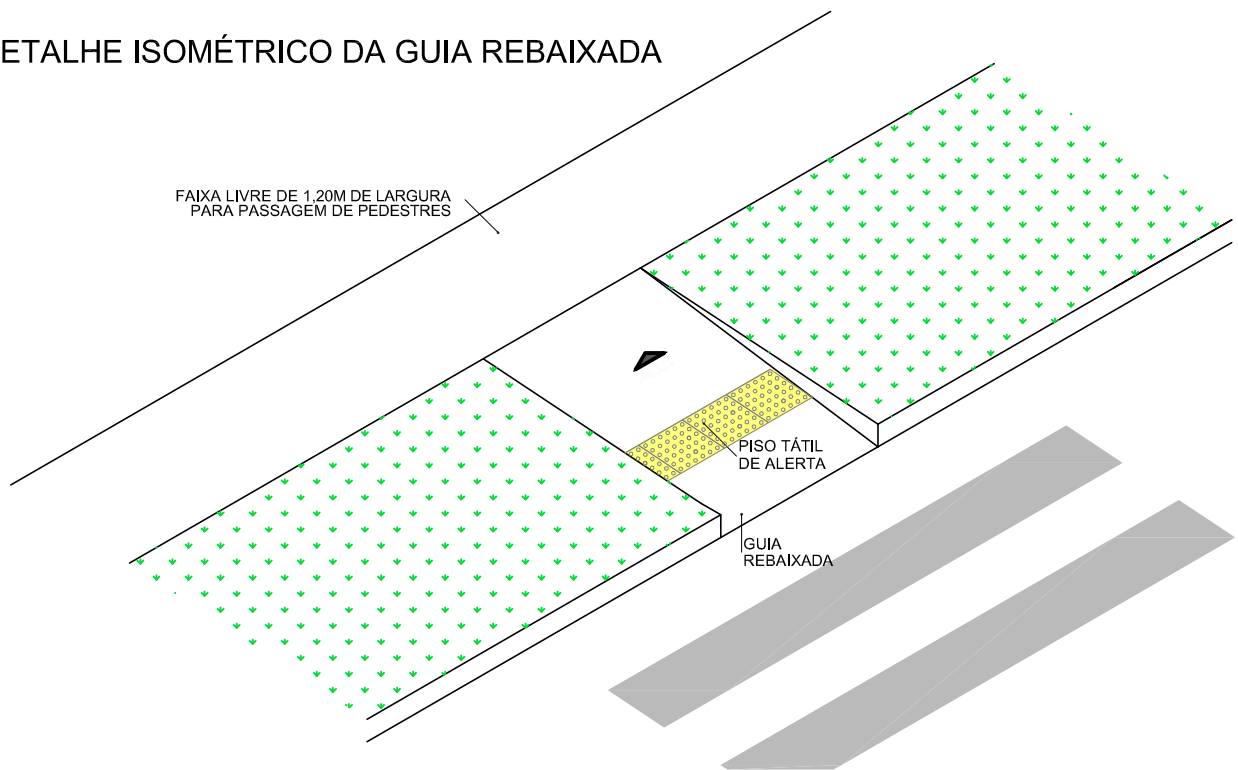 ETALHE ISOMÉTRICO DA GUIA REBAIXADA
FAIXA LIVRE DE 1,20M DE LARGURA
PARA PASSAGEM DE PEDESTRES
PISO TÁTIL
DE ALERTA
GUIA
REBAIXADA